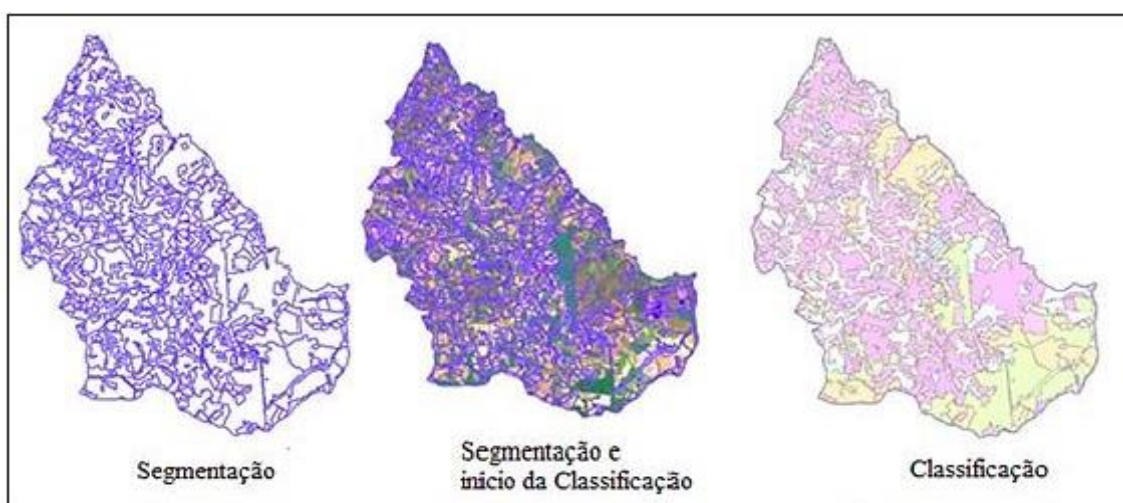 Segmentação
Segmentação e
início da Classificação
Classificação